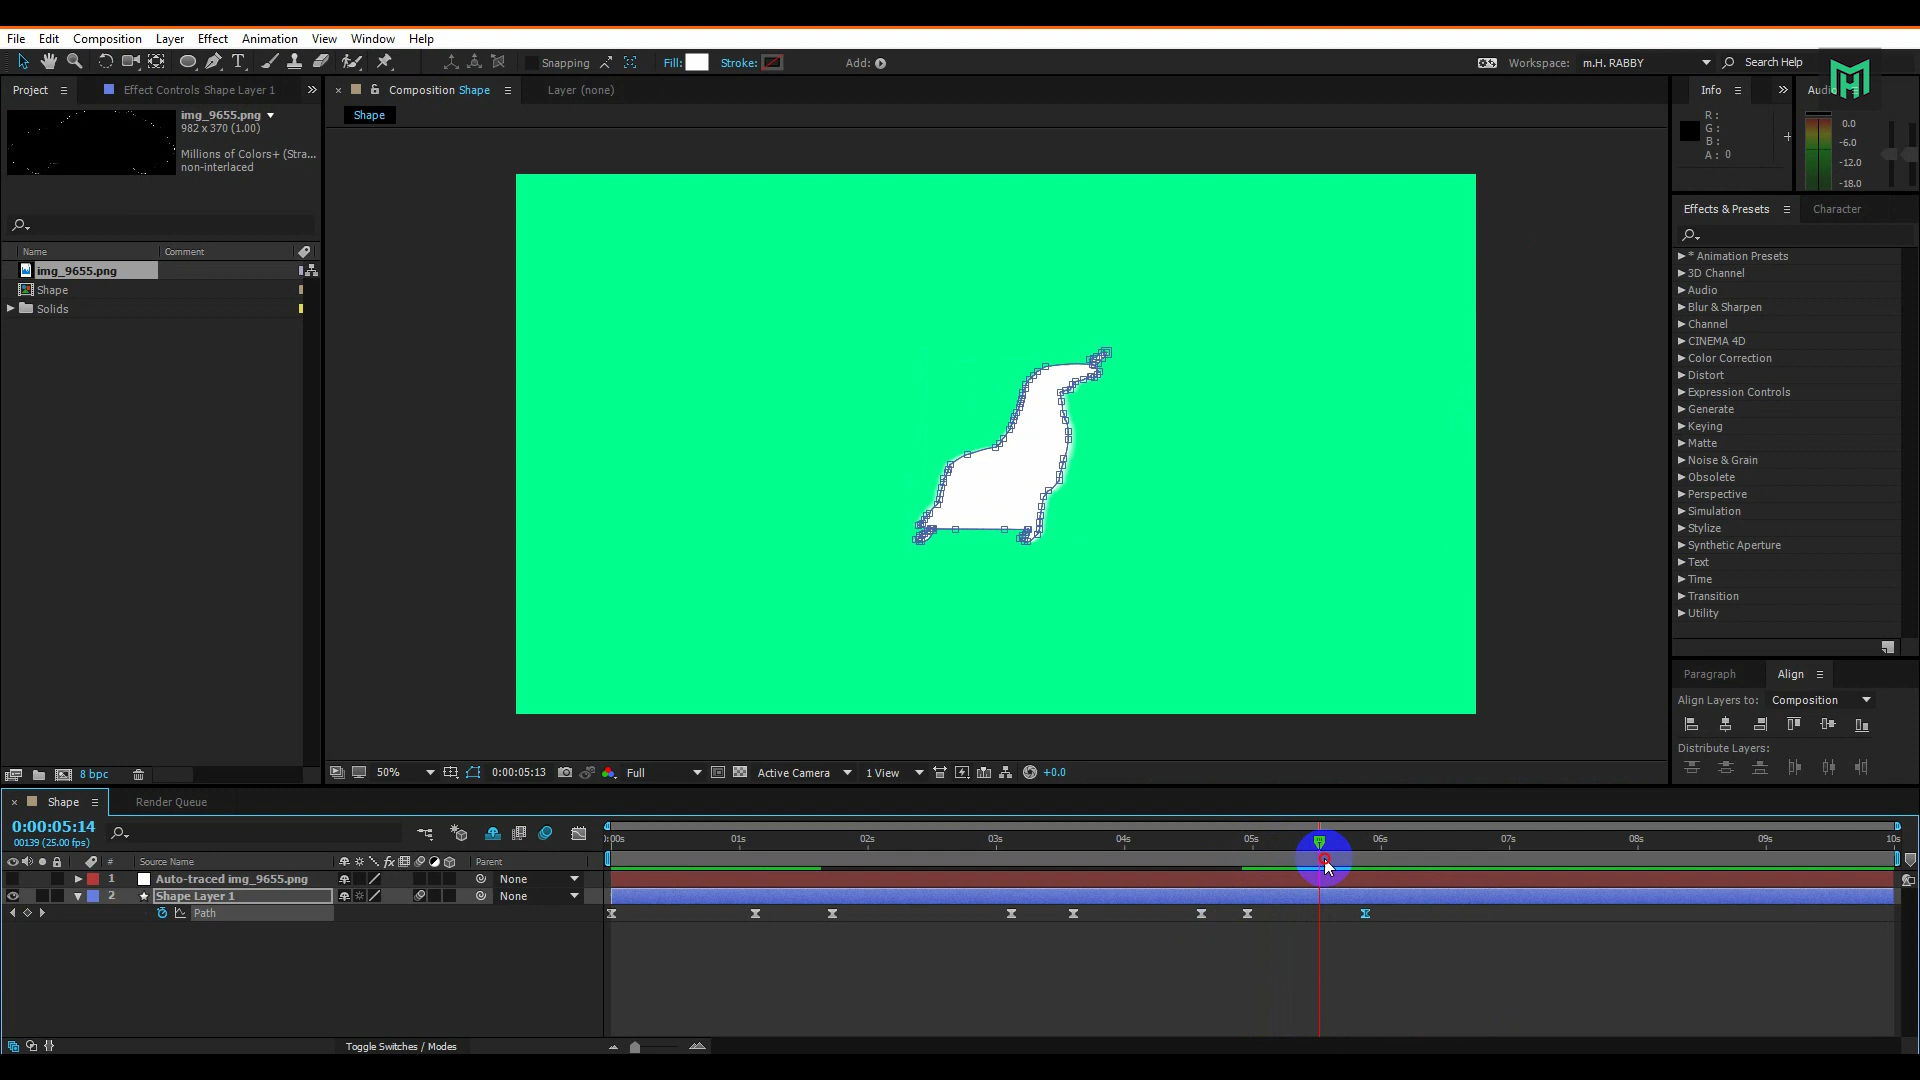 File Edit Composition Layer Effect Animation View Window Help
Snapping Fill: Stroke: Add: Workspace: m.H. RABBY Search Help
Project Effect Controls Shape Layer 1 Composition Shape Layer (none) Info Audi
Shape
img_9655.png
982 x 370 (1.00)
Millions of Colors+ (Stra...
non-interlaced
R :
G :
B :
A : 0
0.0
-6.0
-12.0
-18.0
Effects & Presets Character
Name Comment
img_9655.png
Shape
Solids
* Animation Presets
3D Channel
Audio
Blur & Sharpen
Channel
CINEMA 4D
Color Correction
Distort
Expression Controls
Generate
Keying
Matte
Noise & Grain
Obsolete
Perspective
Simulation
Stylize
Synthetic Aperture
Text
Time
Transition
Utility
Paragraph Align
Align Layers to: Composition
Distribute Layers:
8 bpc 50% 0:00:05:13 Full Active Camera 1 View +0.0
Shape Render Queue
0:00:05:14
00139 (25.00 fps)
:00s 01s 02s 03s 04s 05s 06s 07s 08s 09s 10s
# Source Name Parent
1 Auto-traced img_9655.png None
2 Shape Layer 1 None
Path
Toggle Switches / Modes